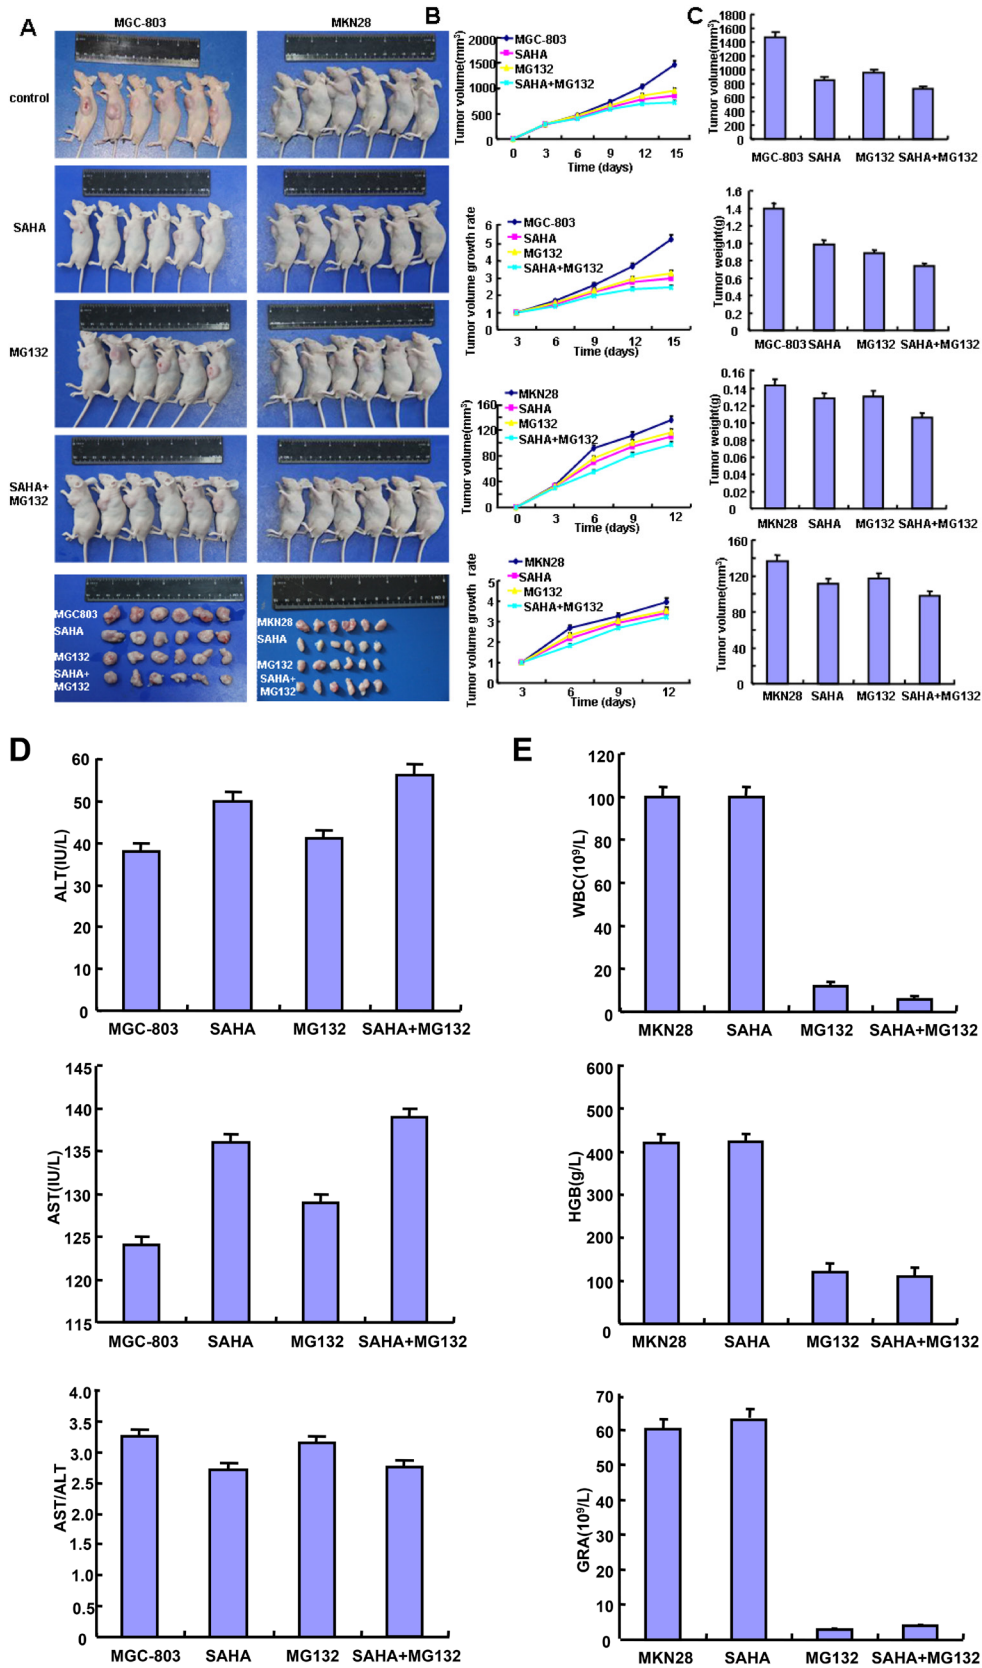 A
MGC-803
MKN28
control
SAHA
MG132
SAHA+
MG132
MGC803
SAHA
MG132
SAHA+
MG132
MKN28
SAHA
MG132
SAHA+
MG132
B
Tumor volume(mm³)
2000
1500
1000
500
0
MGC-803
SAHA
MG132
SAHA+MG132
0 3 6 9 12 15
Time (days)
Tumor volume growth rate
6
5
4
3
2
1
0
MGC-803
SAHA
MG132
SAHA+MG132
3 6 9 12 15
Time (days)
Tumor volume(mm³)
160
120
80
40
0
MKN28
SAHA
MG132
SAHA+MG132
0 3 6 9 12
Time (days)
Tumor volume growth rate
5
4
3
2
1
0
MKN28
SAHA
MG132
SAHA+MG132
3 6 9 12
Time (days)
C
Tumor volume(mm³)
1800
1600
1400
1200
1000
800
600
400
200
0
MGC-803 SAHA MG132 SAHA+MG132
Tumor weight(g)
1.6
1.4
1.2
1.0
0.8
0.6
0.4
0.2
0
MGC-803 SAHA MG132 SAHA+MG132
Tumor weight(g)
0.16
0.14
0.12
0.10
0.08
0.06
0.04
0.02
0
MKN28 SAHA MG132 SAHA+MG132
Tumor volume(mm³)
160
120
80
40
0
MKN28 SAHA MG132 SAHA+MG132
D
ALT(IU/L)
60
50
40
30
20
10
0
MGC-803 SAHA MG132 SAHA+MG132
AST(IU/L)
145
140
135
130
125
120
115
MGC-803 SAHA MG132 SAHA+MG132
AST/ALT
4.0
3.5
3.0
2.5
2.0
1.5
1.0
0.5
0
MGC-803 SAHA MG132 SAHA+MG132
E
WBC(10⁹/L)
120
100
80
60
40
20
0
MKN28 SAHA MG132 SAHA+MG132
HGB(g/L)
600
500
400
300
200
100
0
MKN28 SAHA MG132 SAHA+MG132
GRA(10⁹/L)
70
60
50
40
30
20
10
0
MKN28 SAHA MG132 SAHA+MG132